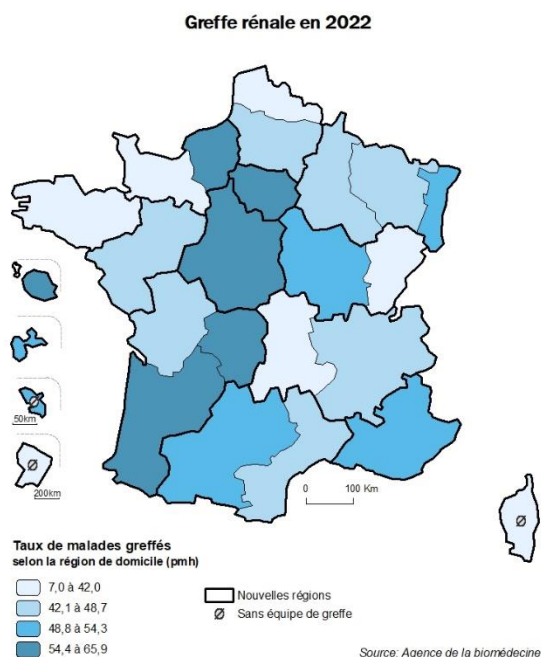 Greffe rénale en 2022
50km
200km
0 100 Km
Taux de malades greffés
selon la région de domicile (pmh)
7,0 à 42,0
42,1 à 48,7
48,8 à 54,3
54,4 à 65,9
Nouvelles régions
Sans équipe de greffe
Source: Agence de la biomédecine